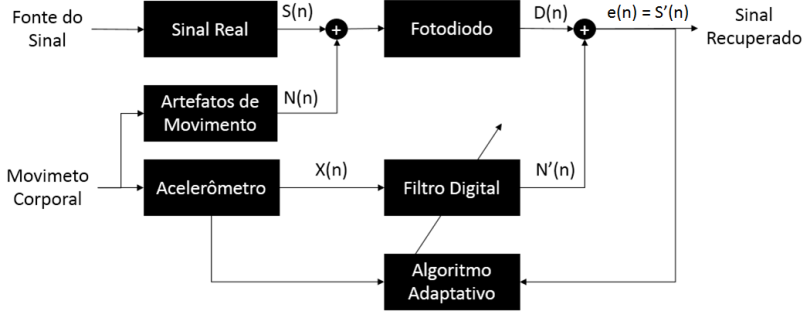 Fonte do
Sinal
Sinal Real
S(n)
+
Fotodiodo
D(n)
+
e(n) = S’(n)
Sinal
Recuperado
Artefatos de
Movimento
N(n)
Movimeto
Corporal
Acelerômetro
X(n)
Filtro Digital
N’(n)
Algoritmo
Adaptativo